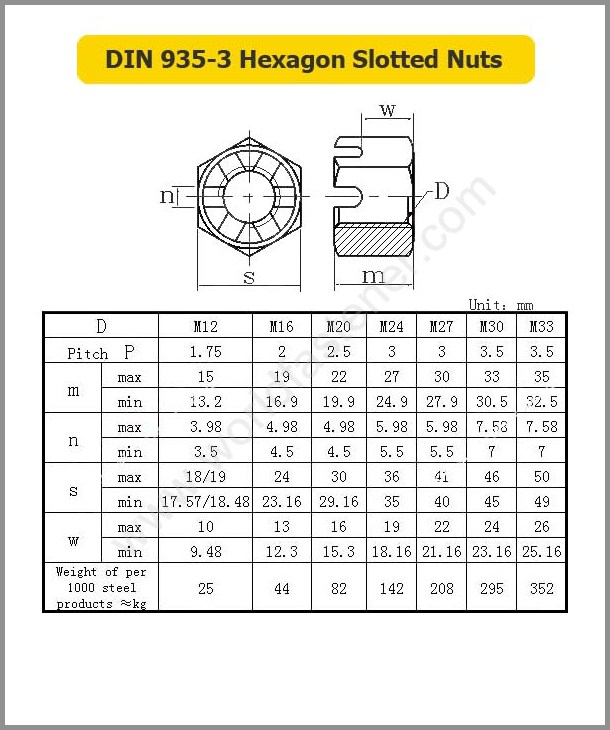 DIN 935-3 Hexagon Slotted Nuts
w
n
D
s
m
www.worldfastener.com
Unit: mm
D M12 M16 M20 M24 M27 M30 M33
Pitch P 1.75 2 2.5 3 3 3.5 3.5
m max 15 19 22 27 30 33 35
min 13.2 16.9 19.9 24.9 27.9 30.5 32.5
n max 3.98 4.98 4.98 5.98 5.98 7.58 7.58
min 3.5 4.5 4.5 5.5 5.5 7 7
s max 18/19 24 30 36 41 46 50
min 17.57/18.48 23.16 29.16 35 40 45 49
w max 10 13 16 19 22 24 26
min 9.48 12.3 15.3 18.16 21.16 23.16 25.16
Weight of per
1000 steel 25 44 82 142 208 295 352
products ≈kg